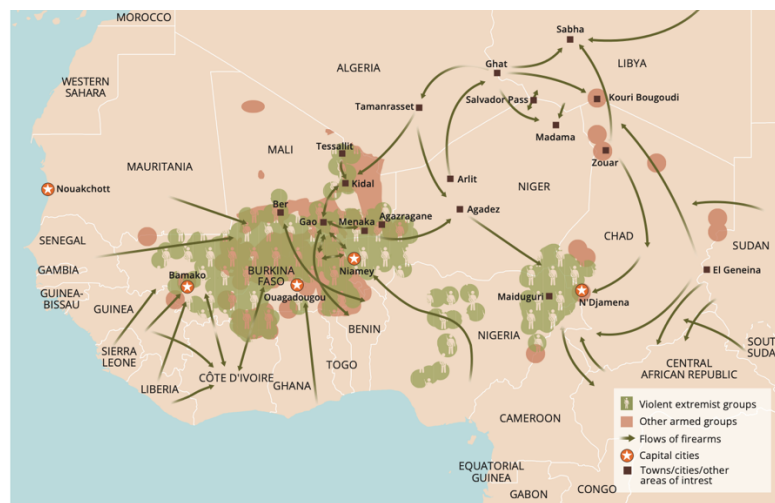 MOROCCO
Sabha
LIBYA
ALGERIA
Ghat
WESTERN
SAHARA
Salvador Pass
Kouri Bougoudi
Tamanrasset
Madama
MALI
Tessallit
Zouar
MAURITANIA
Kidal
Arlit
NIGER
Nouakchott
Ber
Gao
Menaka
Agazragane
Agadez
CHAD
SENEGAL
SUDAN
GAMBIA
Niamey
El Geneina
GUINEA-
BISSAU
Bamako
BURKINA
FASO
Ouagadougou
Maiduguri
N'Djamena
GUINEA
BENIN
NIGERIA
SIERRA
LEONE
TOGO
SOUTH
SUDA
CENTRAL
AFRICAN REPUBLIC
LIBERIA
CÔTE D'IVOIRE
GHANA
CAMEROON
EQUATORIAL
GUINEA
GABON
CONGO
Violent extremist groups
Other armed groups
Flows of firearms
Capital cities
Towns/cities/other
areas of intrest